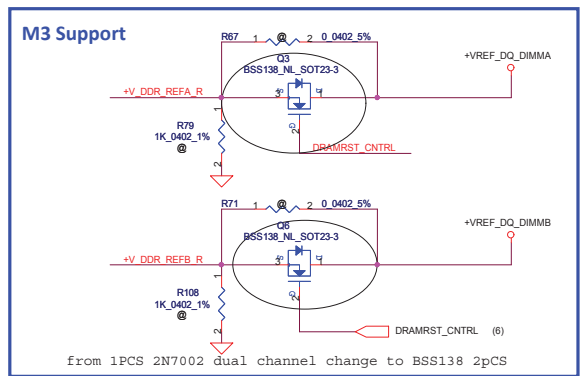 M3 Support
R67 1 @ 2 0_0402_5%
Q3
BSS138_NL_SOT23-3
+VREF_DQ_DIMMA
+V_DDR_REFA_R 3 S D 1
G
2
1
R79
1K_0402_1%
@
2
DRAMRST_CNTRL
R71 1 @ 2 0_0402_5%
Q6
BSS138_NL_SOT23-3
+VREF_DQ_DIMMB
+V_DDR_REFB_R 3 S D 1
G
2
1
R108
1K_0402_1%
@
2
DRAMRST_CNTRL (6)
from 1PCS 2N7002 dual channel change to BSS138 2pCS